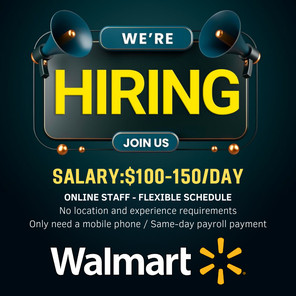 WE'RE
HIRING
JOIN US
SALARY:$100-150/DAY
ONLINE STAFF - FLEXIBLE SCHEDULE
No location and experience requirements
Only need a mobile phone / Same-day payroll payment
Walmart